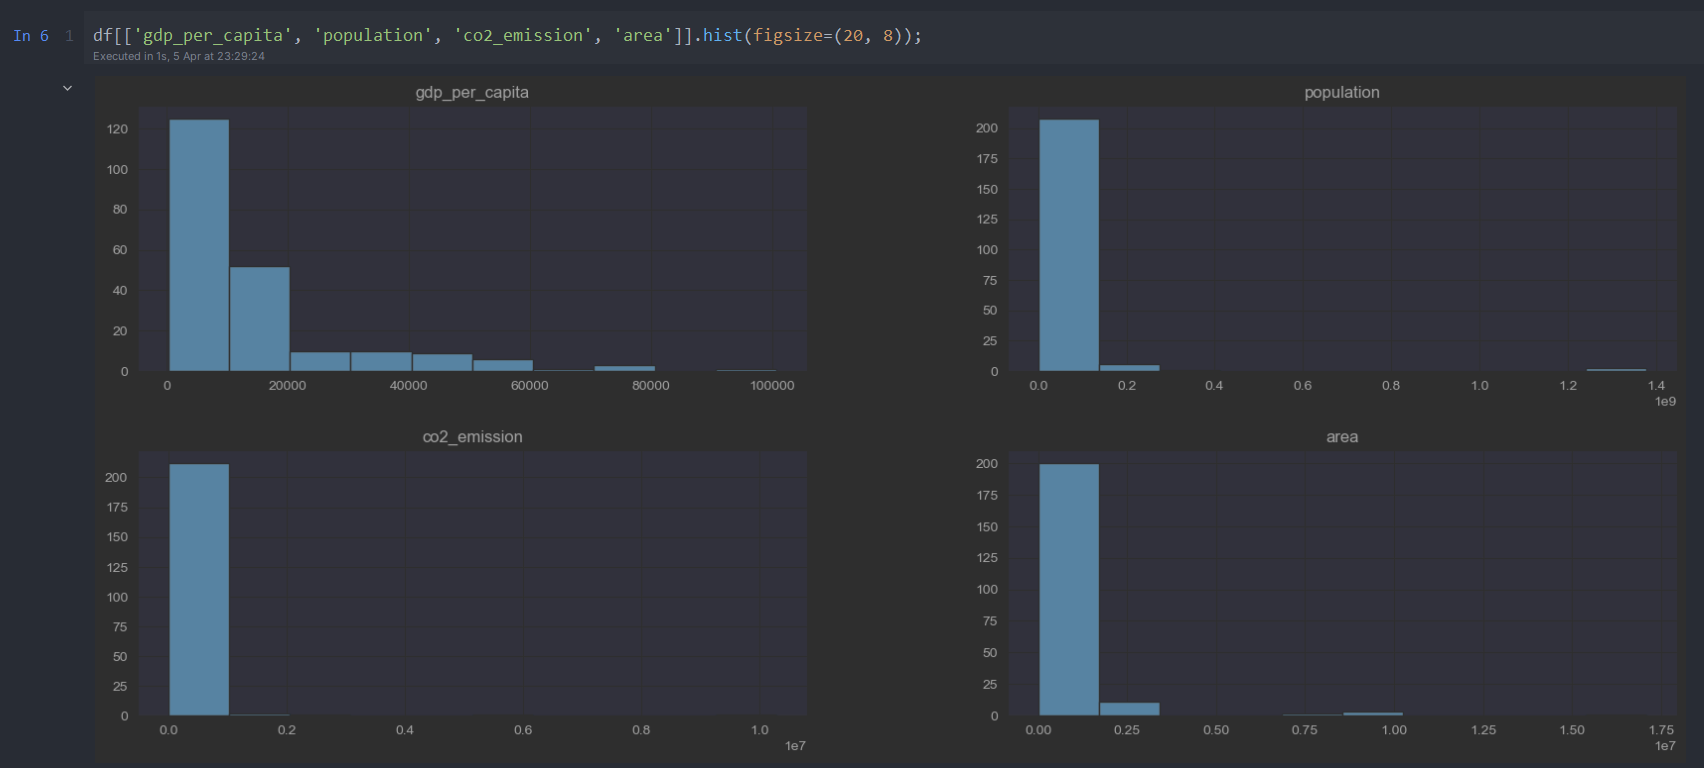 In 6 1 df[['gdp_per_capita', 'population', 'co2_emission', 'area']].hist(figsize=(20, 8));
Executed in 1s, 5 Apr at 23:29:24
gdp_per_capita
120
100
80
60
40
20
0
0 20000 40000 60000 80000 100000
population
200
175
150
125
100
75
50
25
0
0.0 0.2 0.4 0.6 0.8 1.0 1.2 1.4
1e9
co2_emission
200
175
150
125
100
75
50
25
0
0.0 0.2 0.4 0.6 0.8 1.0
1e7
area
200
175
150
125
100
75
50
25
0
0.00 0.25 0.50 0.75 1.00 1.25 1.50 1.75
1e7